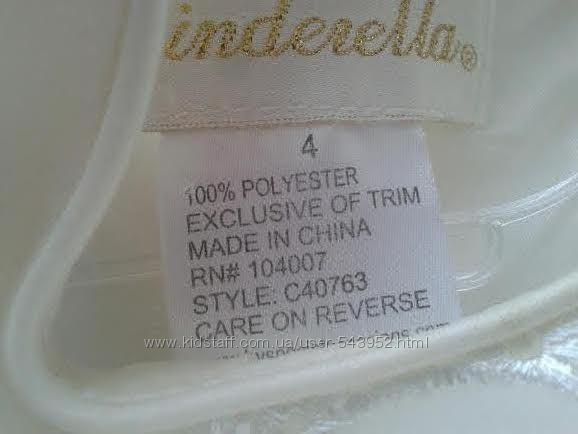 inderella®
4
100% POLYESTER
EXCLUSIVE OF TRIM
MADE IN CHINA
RN# 104007
STYLE: C40763
CARE ON REVERSE
www.kidstaff.com.ua/user-543952.html